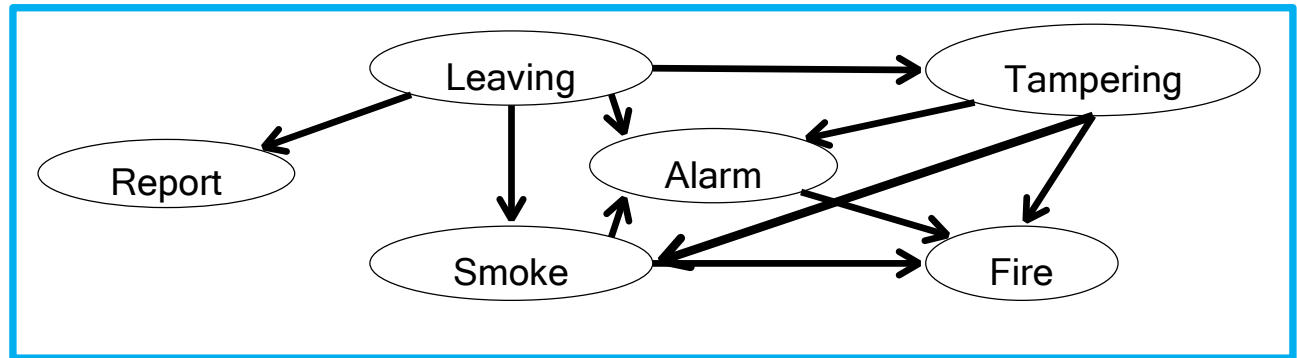 Leaving
Tampering
Report
Alarm
Smoke
Fire